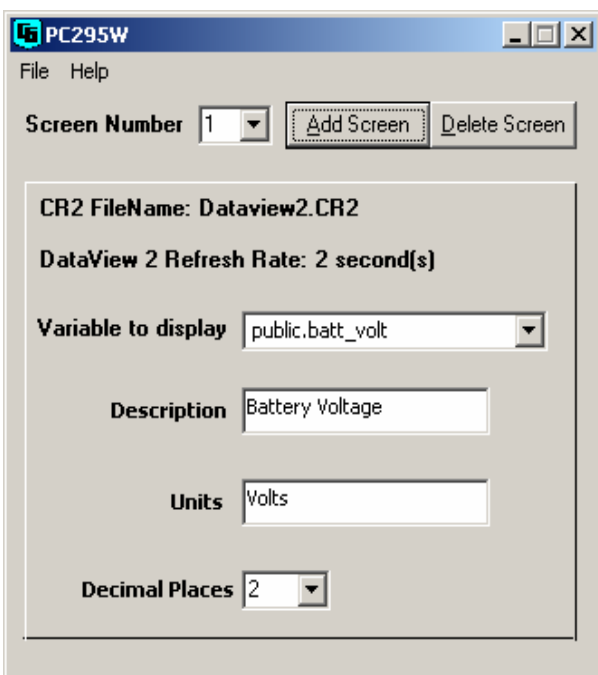 PC295W
File Help
Screen Number 1 Add Screen Delete Screen
CR2 FileName: Dataview2.CR2
DataView 2 Refresh Rate: 2 second(s)
Variable to display public.batt_volt
Description Battery Voltage
Units Volts
Decimal Places 2